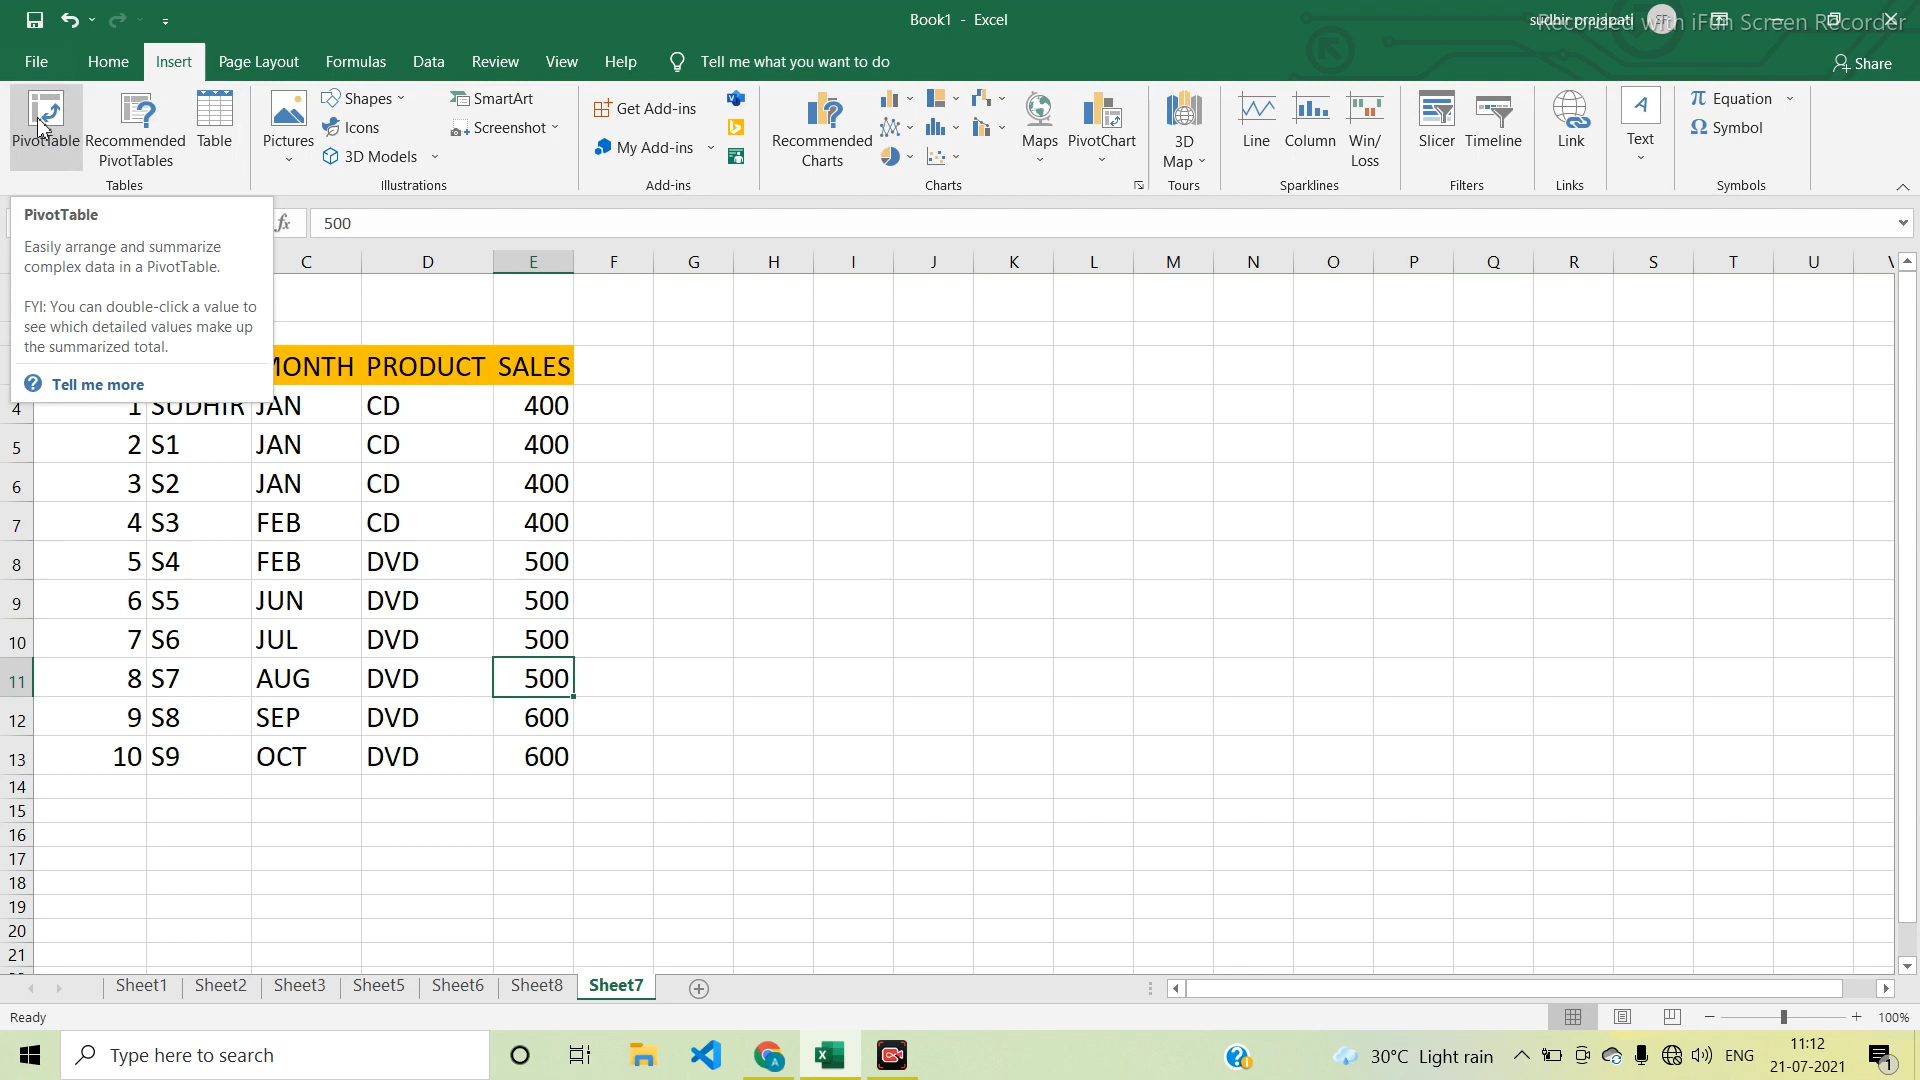 Book1 - Excel
sudhir prajapati
SP
Recorded with iFun Screen Recorder
File Home Insert Page Layout Formulas Data Review View Help Tell me what you want to do Share
PivotTable
Recommended PivotTables
Table
Tables
Pictures
Shapes
Icons
3D Models
SmartArt
Screenshot
Illustrations
Get Add-ins
My Add-ins
Add-ins
Recommended Charts
Maps
PivotChart
Charts
3D Map
Tours
Line
Column
Win/ Loss
Sparklines
Slicer
Timeline
Filters
Link
Links
Text
Equation
Symbol
Symbols
PivotTable
Easily arrange and summarize
complex data in a PivotTable.
FYI: You can double-click a value to
see which detailed values make up
the summarized total.
Tell me more
fx 500
C D E F G H I J K L M N O P Q R S T U
MONTH PRODUCT SALES
4 1 SUDHIR JAN CD 400
5 2 S1 JAN CD 400
6 3 S2 JAN CD 400
7 4 S3 FEB CD 400
8 5 S4 FEB DVD 500
9 6 S5 JUN DVD 500
10 7 S6 JUL DVD 500
11 8 S7 AUG DVD 500
12 9 S8 SEP DVD 600
13 10 S9 OCT DVD 600
14
15
16
17
18
19
20
21
Sheet1 Sheet2 Sheet3 Sheet5 Sheet6 Sheet8 Sheet7
Ready
100%
Type here to search
30°C Light rain
ENG
11:12
21-07-2021
1